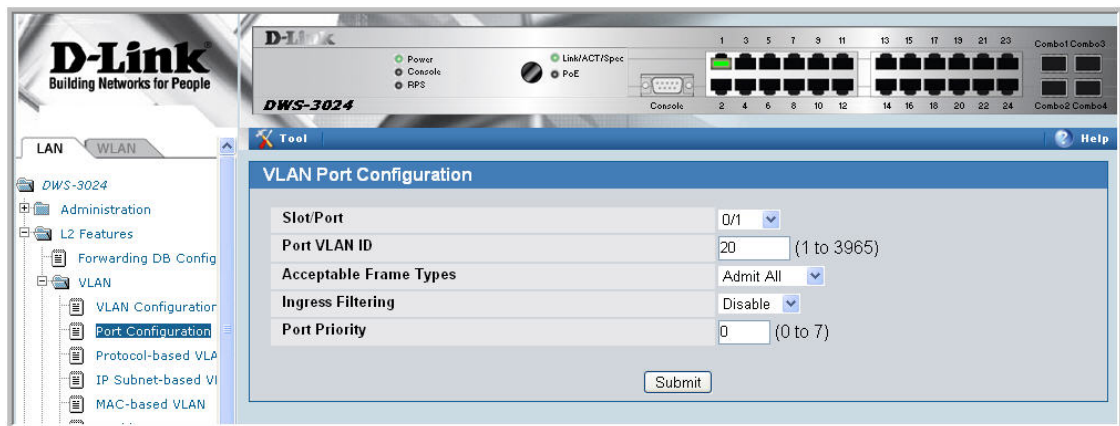 D-Link
Building Networks for People
D-Link
Power
Console
RPS
Link/ACT/Spec
PoE
DWS-3024
Console
1 3 5 7 9 11 13 15 17 19 21 23
Combo1 Combo3
2 4 6 8 10 12 14 16 18 20 22 24
Combo2 Combo4
LAN
WLAN
Tool
Help
DWS-3024
Administration
L2 Features
Forwarding DB Config
VLAN
VLAN Configuration
Port Configuration
Protocol-based VLA
IP Subnet-based VI
MAC-based VLAN
VLAN Port Configuration
Slot/Port
0/1
Port VLAN ID
20 (1 to 3965)
Acceptable Frame Types
Admit All
Ingress Filtering
Disable
Port Priority
0 (0 to 7)
Submit